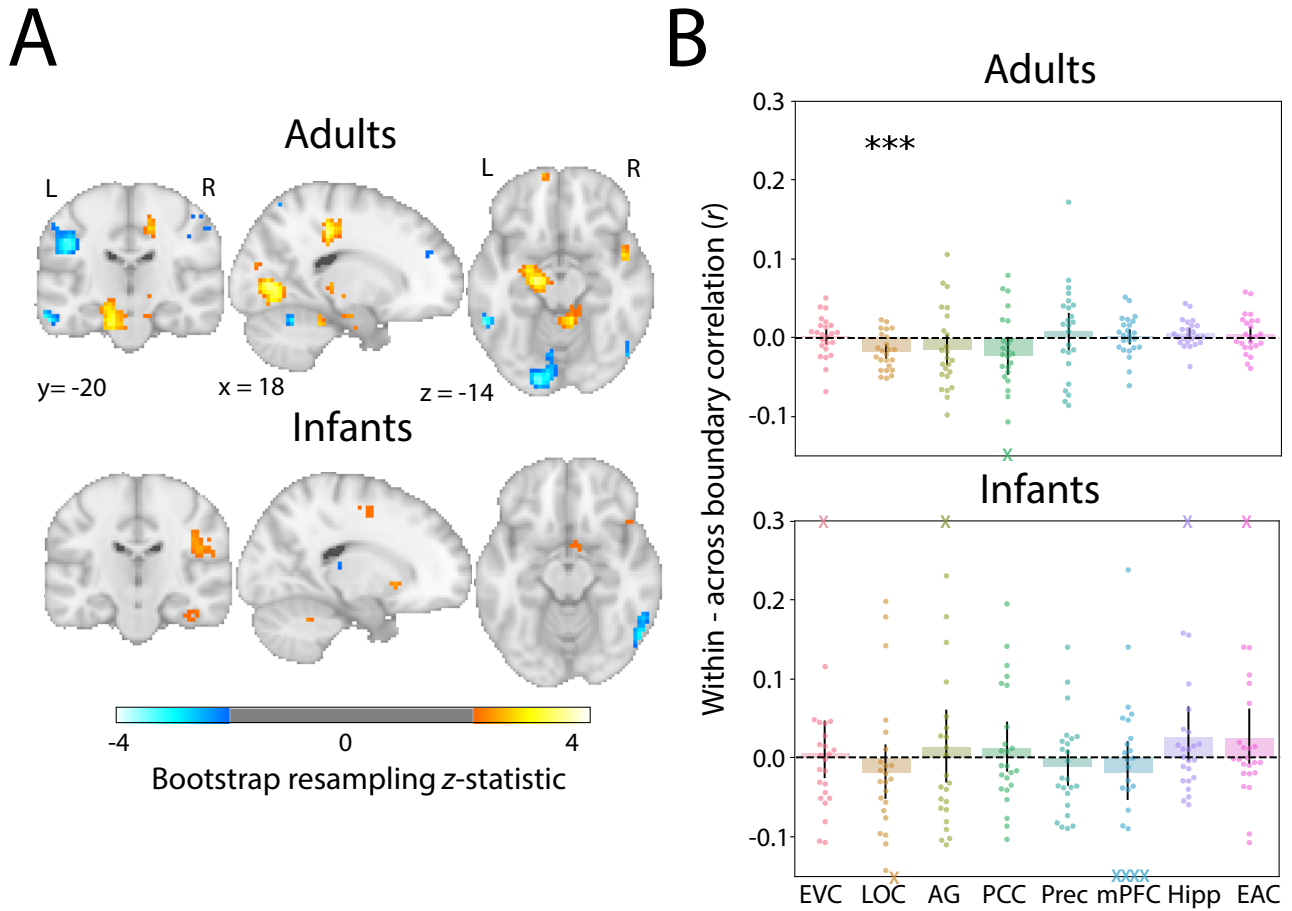 A
Adults
L
R
L
R
y= -20
x = 18
z = -14
Infants
-4
0
4
Bootstrap resampling z-statistic
B
Adults
Within - across boundary correlation (r)
0.3
0.2
0.1
0.0
-0.1
***
X
Infants
0.3
0.2
0.1
0.0
-0.1
X
X
X
X
X
XXXX
EVC LOC AG PCC Prec mPFC Hipp EAC